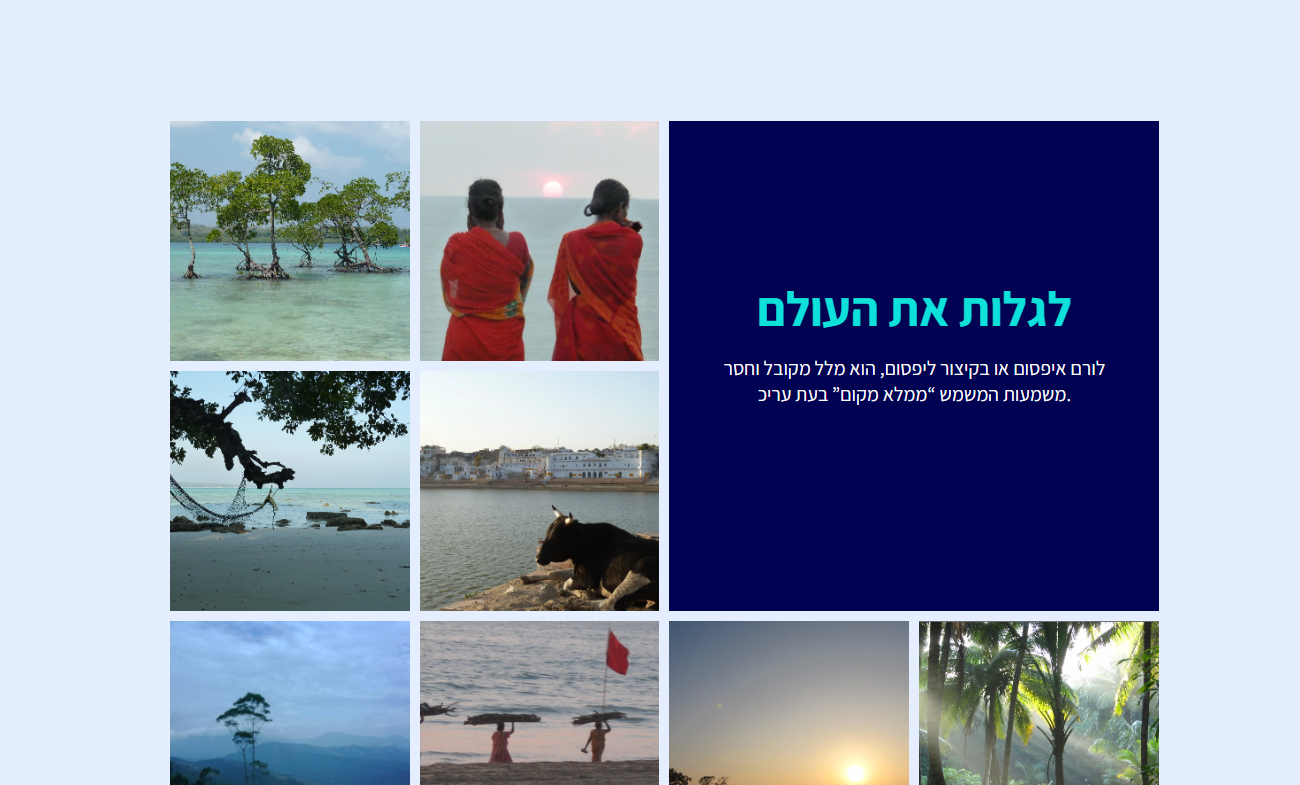 לגלות את העולם
לורם איפסום או בקיצור ליפסום, הוא מלל מקובל וחסר
משמעות המשמש “ממלא מקום” בעת עריכ.